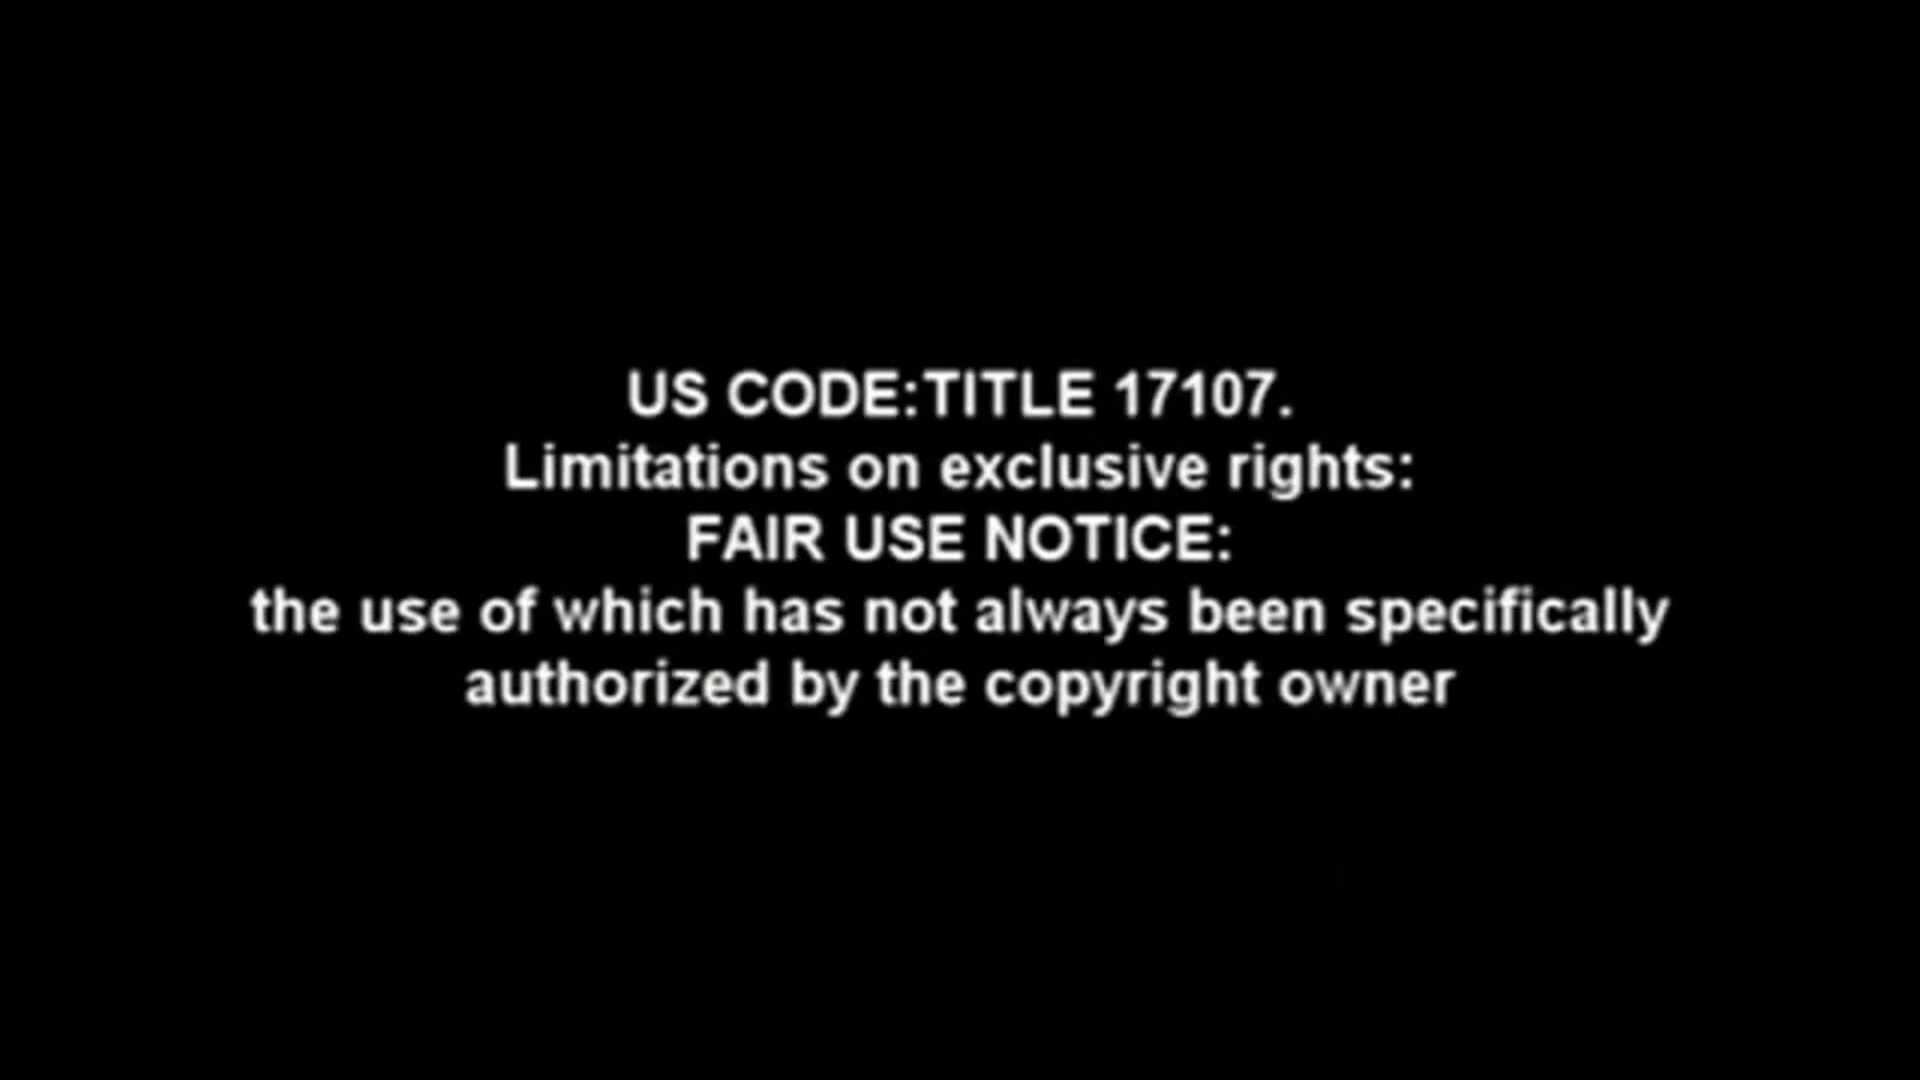 US CODE:TITLE 17107.
Limitations on exclusive rights:
FAIR USE NOTICE:
the use of which has not always been specifically
authorized by the copyright owner